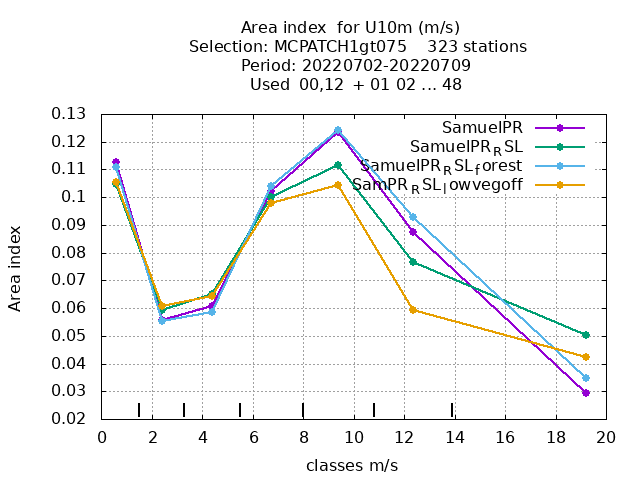 Area index  for U10m (m/s)
Selection: MCPATCH1gt075    323 stations
Period: 20220702-20220709
Used  00,12  + 01 02 ... 48
0.13
0.12
0.11
0.1
0.09
0.08
0.07
0.06
0.05
0.04
0.03
0.02
Area index
SamuelPR
SamuelPR_RSL
SamuelPR_RSL_forest
SamPR_RSL_lowvegoff
0 2 4 6 8 10 12 14 16 18 20
classes m/s